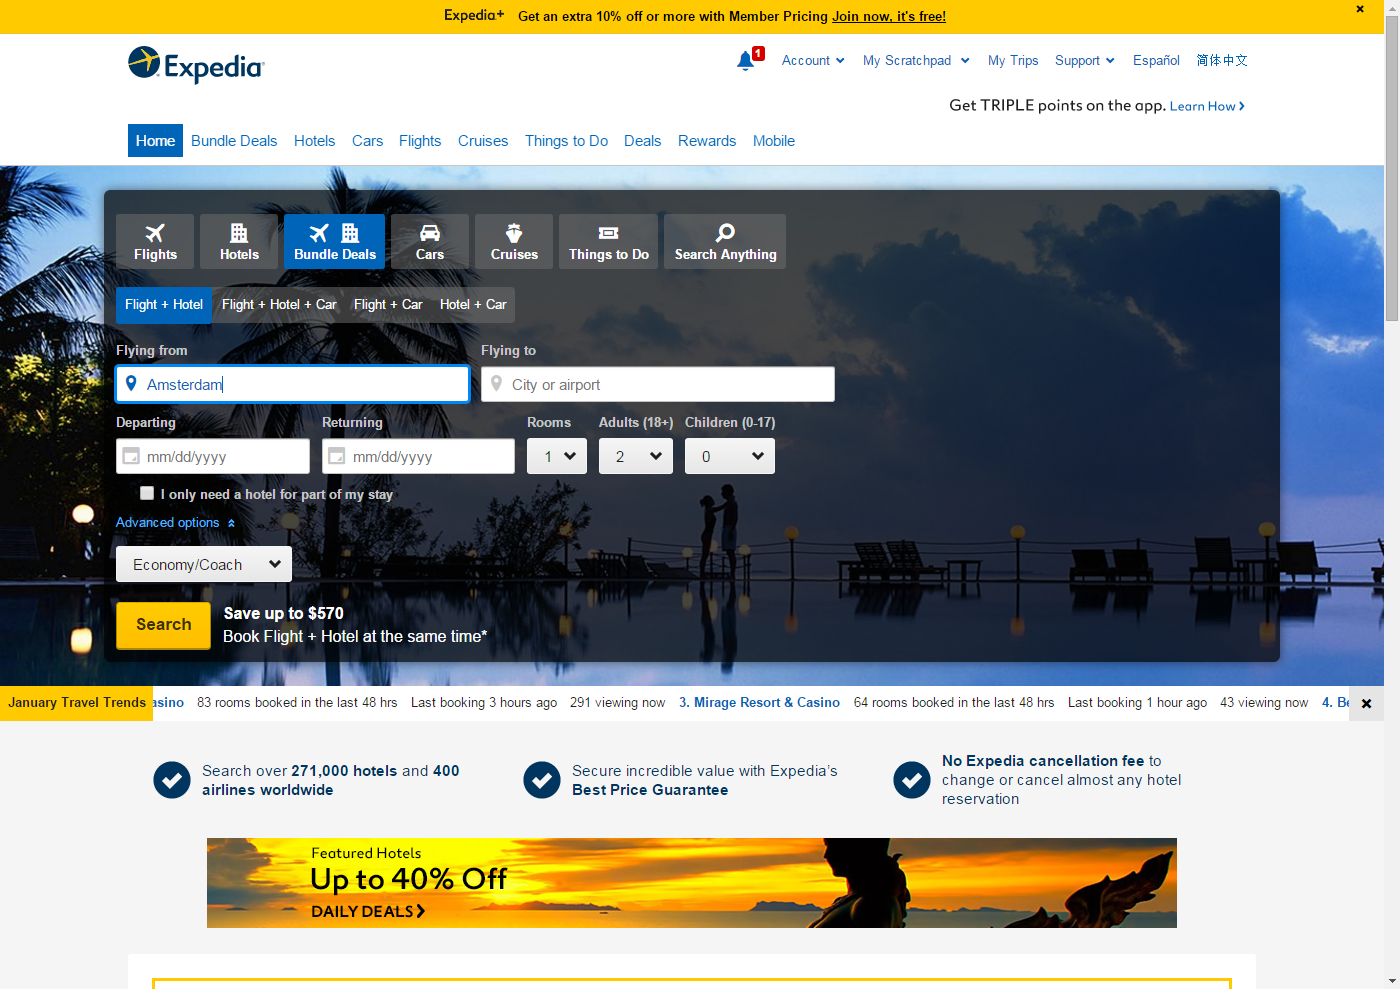 Expedia+ Get an extra 10% off or more with Member Pricing Join now, it's free!
Expedia
1 Account My Scratchpad My Trips Support Español 简体中文
Get TRIPLE points on the app. Learn How
Home Bundle Deals Hotels Cars Flights Cruises Things to Do Deals Rewards Mobile
Flights Hotels Bundle Deals Cars Cruises Things to Do Search Anything
Flight + Hotel Flight + Hotel + Car Flight + Car Hotel + Car
Flying from Flying to
Amsterdam City or airport
Departing Returning Rooms Adults (18+) Children (0-17)
mm/dd/yyyy mm/dd/yyyy 1 2 0
I only need a hotel for part of my stay
Advanced options
Economy/Coach
Search
Save up to $570
Book Flight + Hotel at the same time*
January Travel Trends asino 83 rooms booked in the last 48 hrs Last booking 3 hours ago 291 viewing now 3. Mirage Resort & Casino 64 rooms booked in the last 48 hrs Last booking 1 hour ago 43 viewing now 4. Be
Search over 271,000 hotels and 400
airlines worldwide
Secure incredible value with Expedia's
Best Price Guarantee
No Expedia cancellation fee to
change or cancel almost any hotel
reservation
Featured Hotels
Up to 40% Off
DAILY DEALS